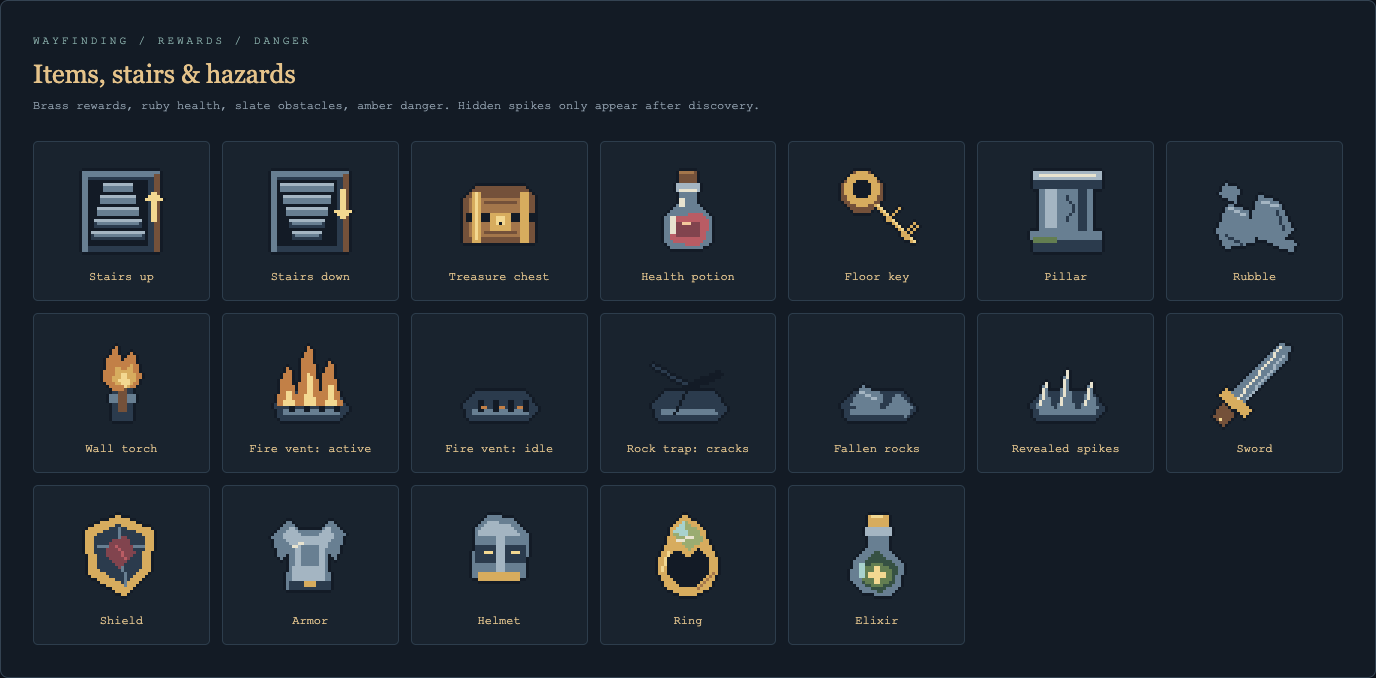 WAYFINDING / REWARDS / DANGER
Items, stairs & hazards
Brass rewards, ruby health, slate obstacles, amber danger. Hidden spikes only appear after discovery.
Stairs up
Stairs down
Treasure chest
Health potion
Floor key
Pillar
Rubble
Wall torch
Fire vent: active
Fire vent: idle
Rock trap: cracks
Fallen rocks
Revealed spikes
Sword
Shield
Armor
Helmet
Ring
Elixir